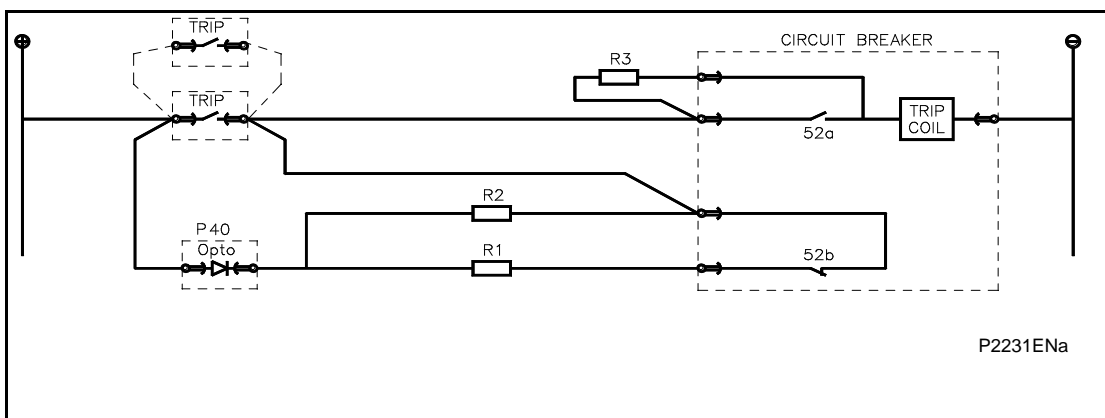 TRIP
CIRCUIT BREAKER
R3
TRIP
52a
TRIP
COIL
R2
P40
Opto
R1
52b
P2231ENa